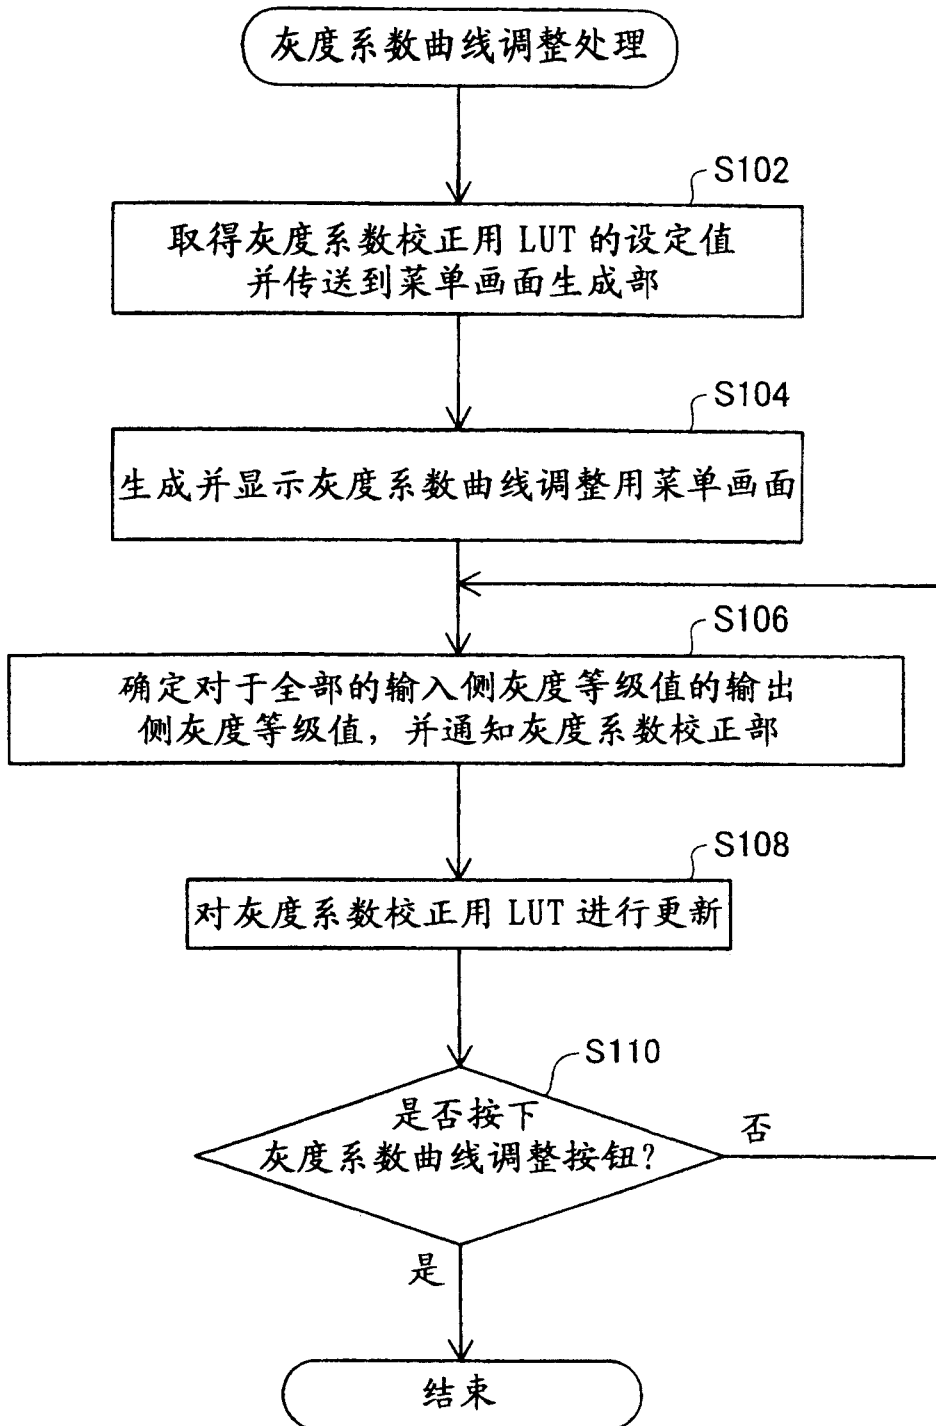 灰度系数曲线调整处理
S102
取得灰度系数校正用 LUT 的设定值
并传送到菜单画面生成部
S104
生成并显示灰度系数曲线调整用菜单画面
S106
确定对于全部的输入侧灰度等级值的输出
侧灰度等级值，并通知灰度系数校正部
S108
对灰度系数校正用 LUT 进行更新
S110
是否按下
灰度系数曲线调整按钮?
否
是
结束